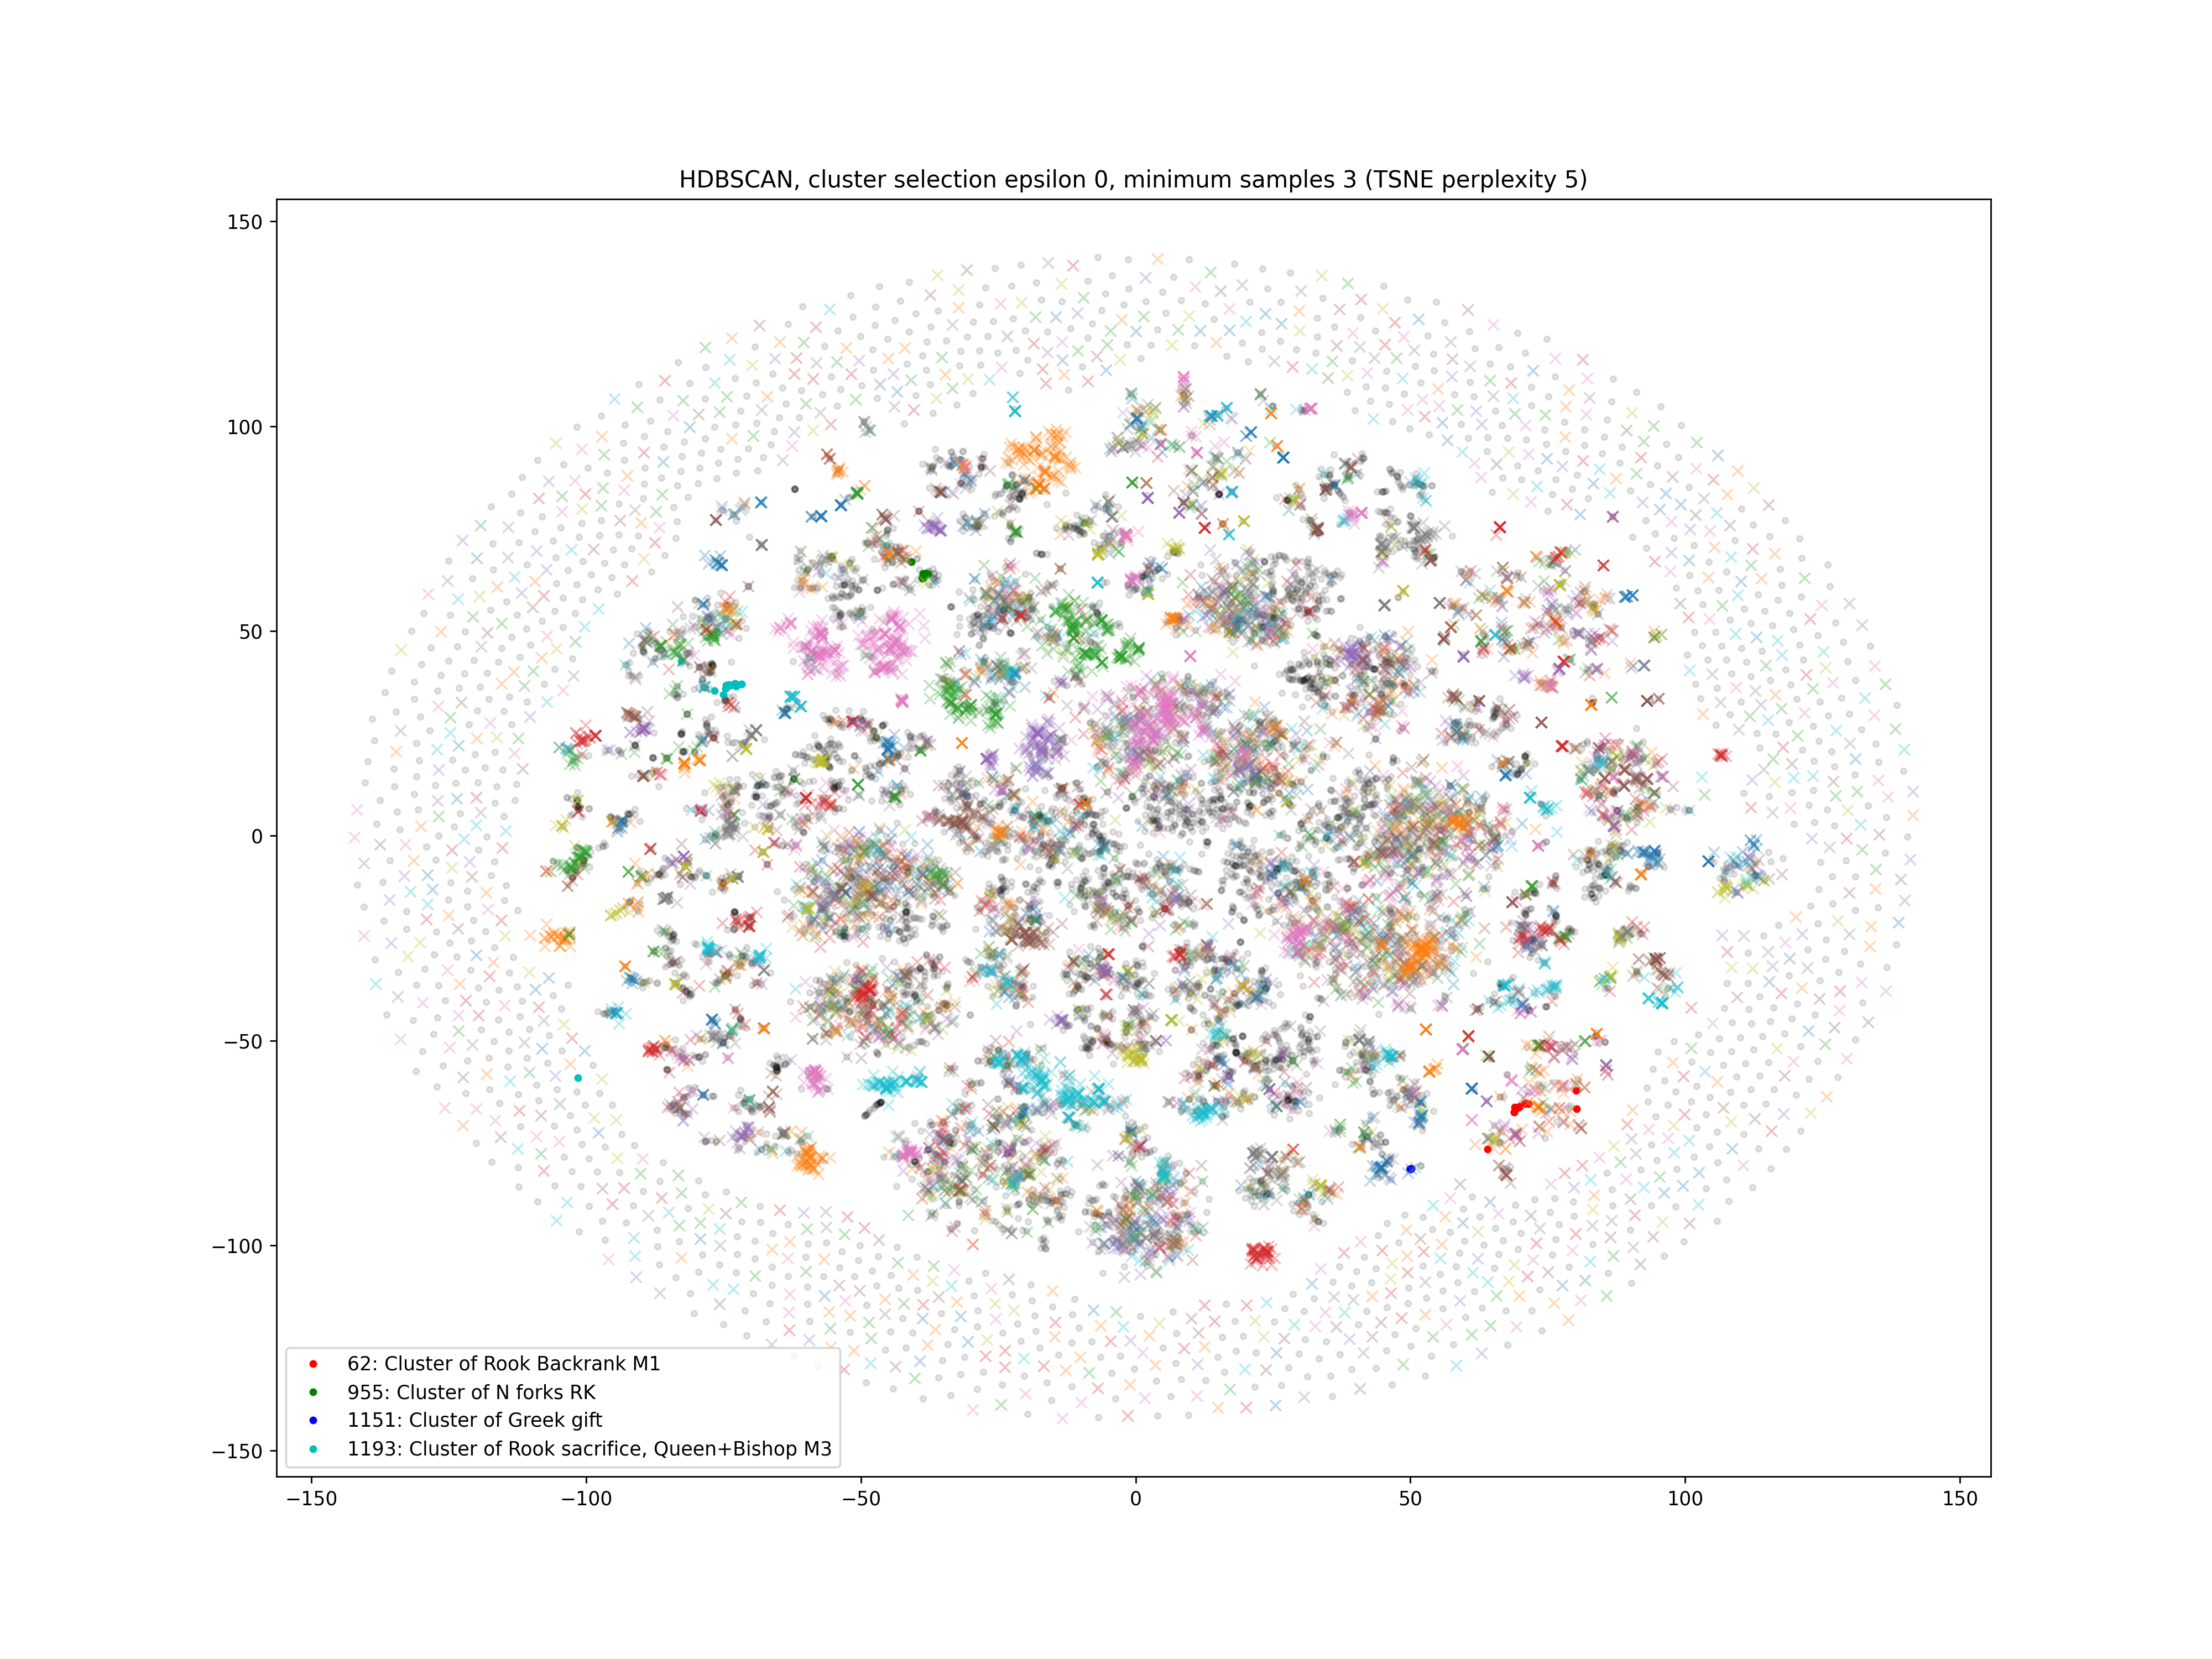 HDBSCAN, cluster selection epsilon 0, minimum samples 3 (TSNE perplexity 5)
150
100
50
0
−50
−100
−150
62: Cluster of Rook Backrank M1
955: Cluster of N forks RK
1151: Cluster of Greek gift
1193: Cluster of Rook sacrifice, Queen+Bishop M3
−150 −100 −50 0 50 100 150